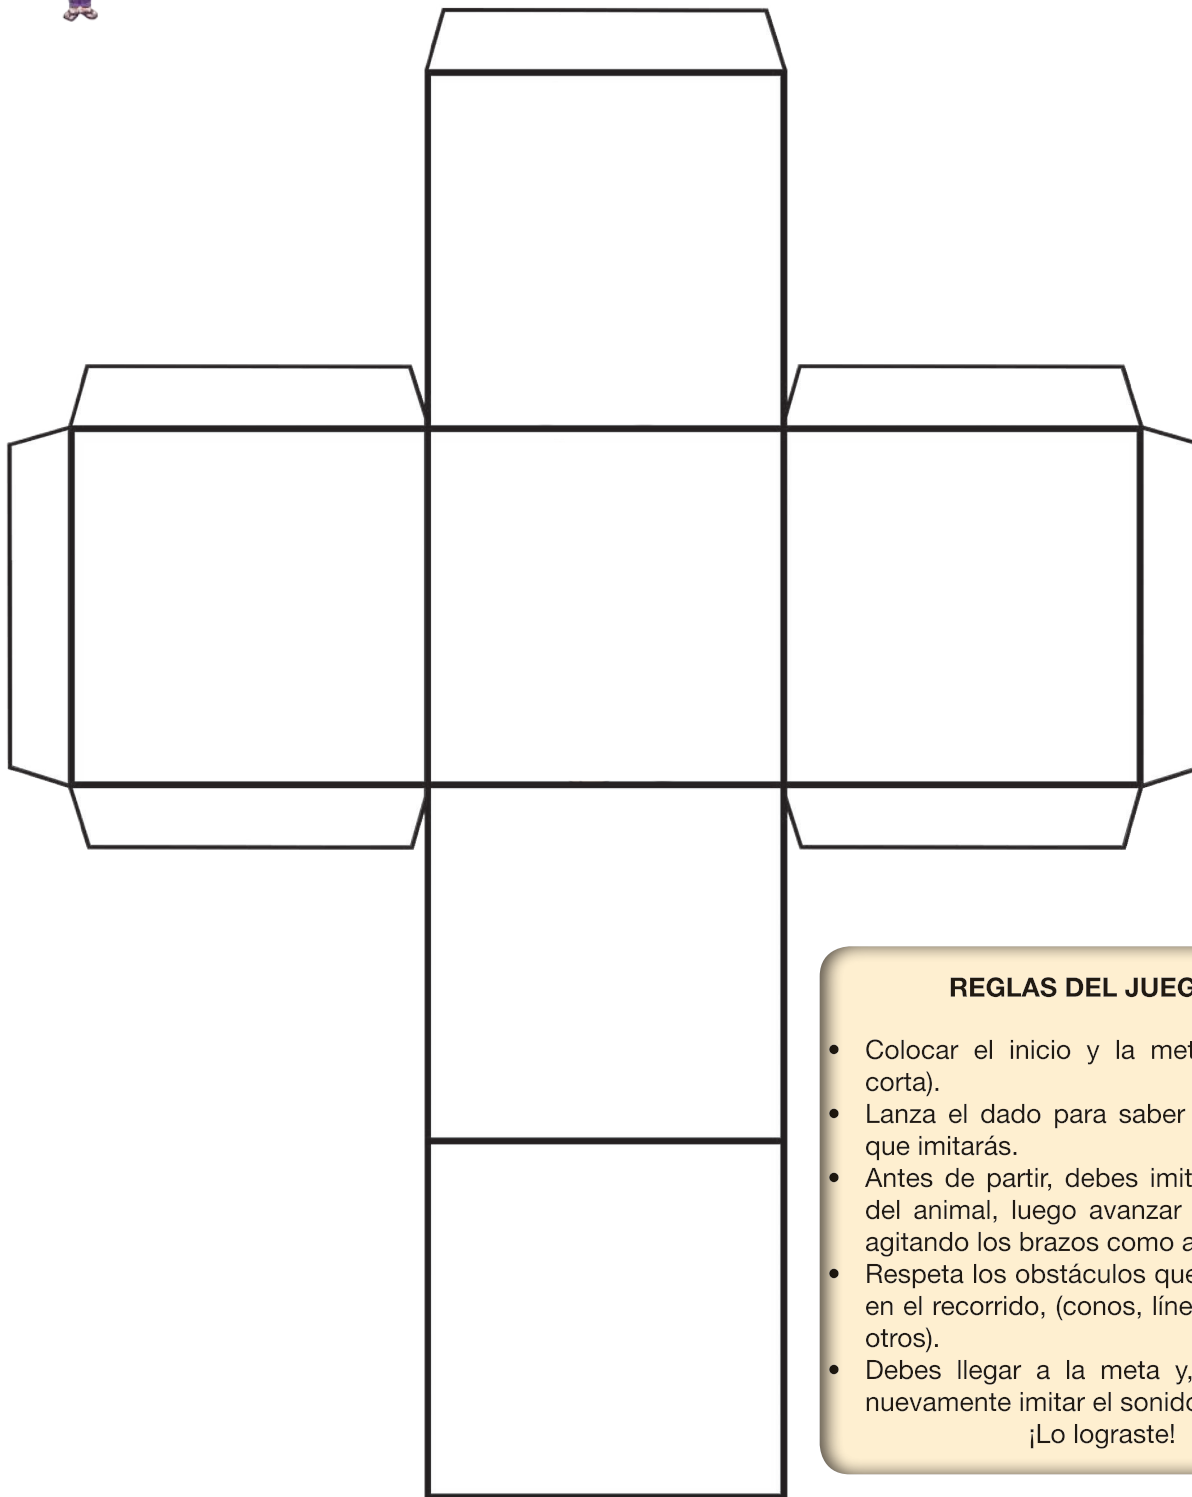 REGLAS DEL JUEG
Colocar el inicio y la met
corta).
Lanza el dado para saber
que imitarás.
Antes de partir, debes imit
del animal, luego avanzar
agitando los brazos como a
Respeta los obstáculos que
en el recorrido, (conos, líne
otros).
Debes llegar a la meta y,
nuevamente imitar el sonido
¡Lo lograste!